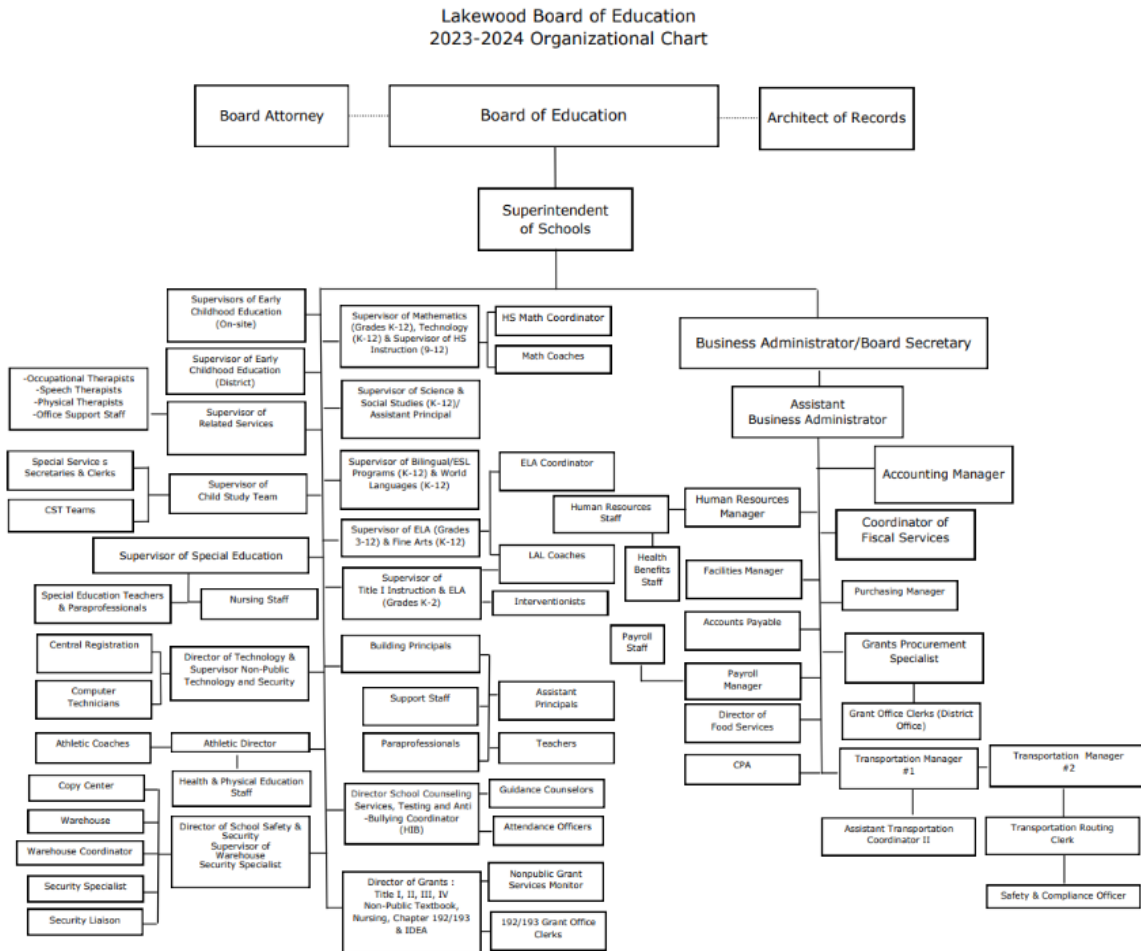 Lakewood Board of Education
2023-2024 Organizational Chart
Board Attorney
Board of Education
Architect of Records
Superintendent
of Schools
Supervisors of Early
Childhood Education
(On-site)
Supervisor of Early
Childhood Education
(District)
-Occupational Therapists
-Speech Therapists
-Physical Therapists
-Office Support Staff
Supervisor of
Related Services
Special Service s
Secretaries & Clerks
CST Teams
Supervisor of
Child Study Team
Supervisor of Special Education
Special Education Teachers
& Paraprofessionals
Nursing Staff
Central Registration
Computer
Technicians
Director of Technology &
Supervisor Non-Public
Technology and Security
Athletic Coaches
Athletic Director
Health & Physical Education
Staff
Copy Center
Warehouse
Warehouse Coordinator
Security Specialist
Security Liaison
Director of School Safety &
Security
Supervisor of
Warehouse
Security Specialist
Supervisor of Mathematics
(Grades K-12), Technology
(K-12) & Supervisor of HS
Instruction (9-12)
HS Math Coordinator
Math Coaches
Supervisor of Science &
Social Studies (K-12)/
Assistant Principal
Supervisor of Bilingual/ESL
Programs (K-12) & World
Languages (K-12)
ELA Coordinator
Supervisor of ELA (Grades
3-12) & Fine Arts (K-12)
LAL Coaches
Supervisor of
Title I Instruction & ELA
(Grades K-2)
Interventionists
Building Principals
Support Staff
Assistant
Principals
Paraprofessionals
Teachers
Director School Counseling
Services, Testing and Anti
-Bullying Coordinator
(HIB)
Guidance Counselors
Attendance Officers
Director of Grants :
Title I, II, III, IV
Non-Public Textbook,
Nursing, Chapter 192/193
& IDEA
Nonpublic Grant
Services Monitor
192/193 Grant Office
Clerks
Business Administrator/Board Secretary
Assistant
Business Administrator
Accounting Manager
Human Resources
Staff
Human Resources
Manager
Health
Benefits
Staff
Coordinator of
Fiscal Services
Facilities Manager
Purchasing Manager
Accounts Payable
Payroll
Staff
Payroll
Manager
Grants Procurement
Specialist
Director of
Food Services
Grant Office Clerks (District
Office)
CPA
Transportation Manager
#1
Transportation Manager
#2
Assistant Transportation
Coordinator II
Transportation Routing
Clerk
Safety & Compliance Officer